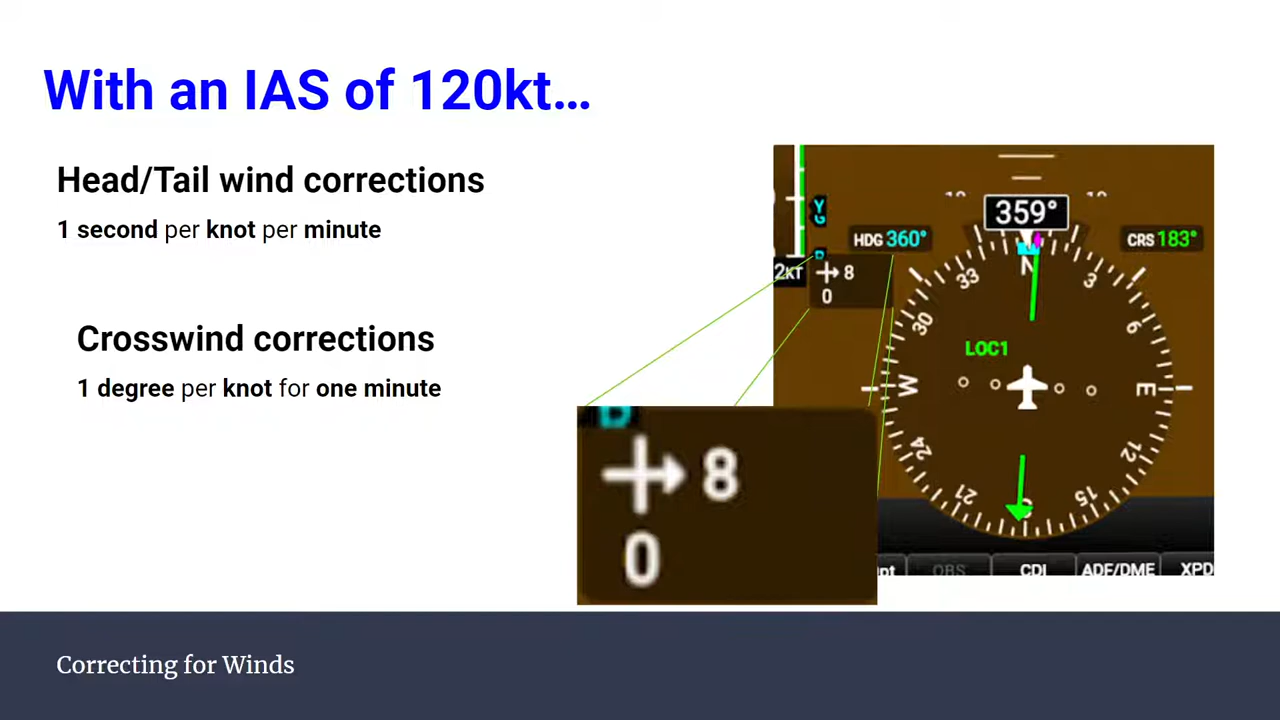 With an IAS of 120kt...
Head/Tail wind corrections
1 second per knot per minute
Crosswind corrections
1 degree per knot for one minute
359°
HDG 360°
CRS 183°
2KT
8
0
N
3
6
E
12
15
S
21
24
W
30
33
LOC1
OBS
CDI
ADF/DME
XPD
8
0
Correcting for Winds